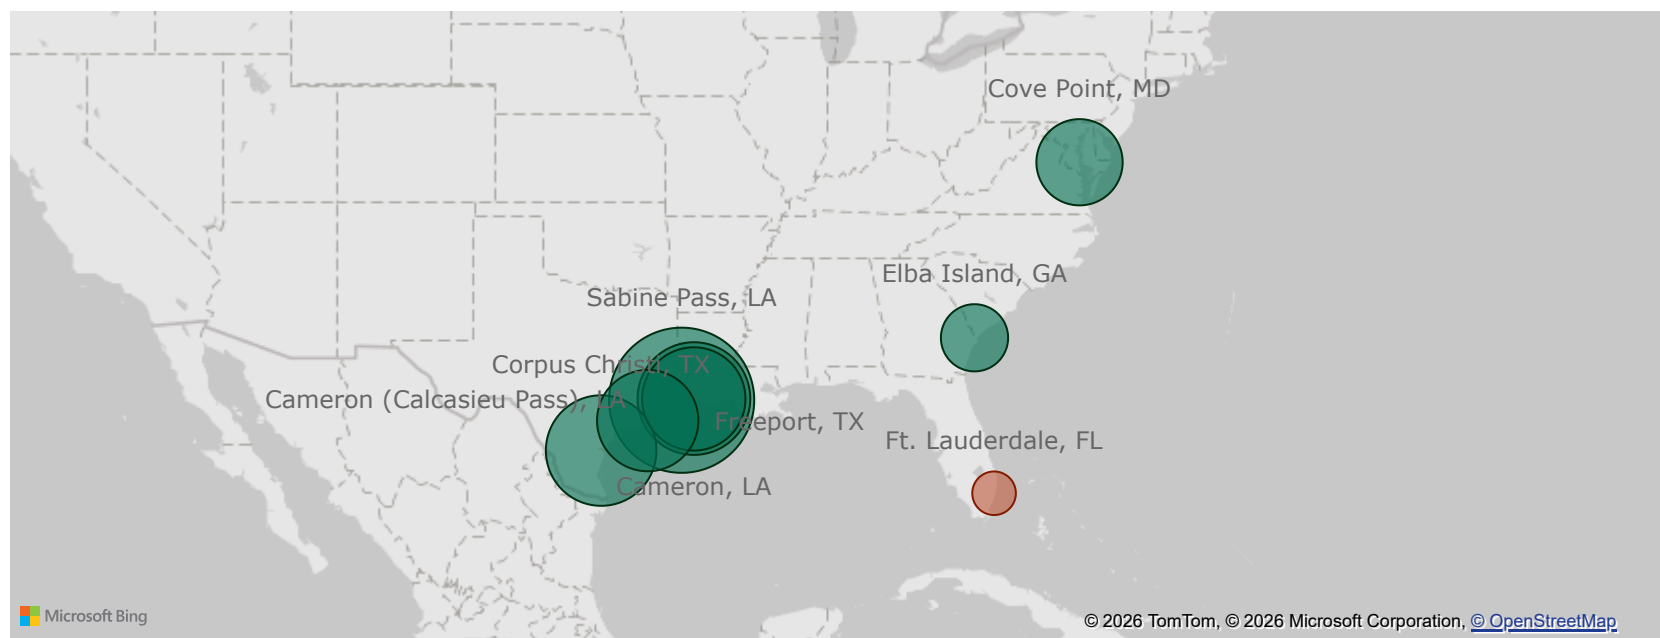 Cove Point, MD
Elba Island, GA
Sabine Pass, LA
Corpus Christi, TX
Cameron (Calcasieu Pass), LA
Freeport, TX
Ft. Lauderdale, FL
Cameron, LA
Microsoft Bing
© 2026 TomTom, © 2026 Microsoft Corporation, © OpenStreetMap